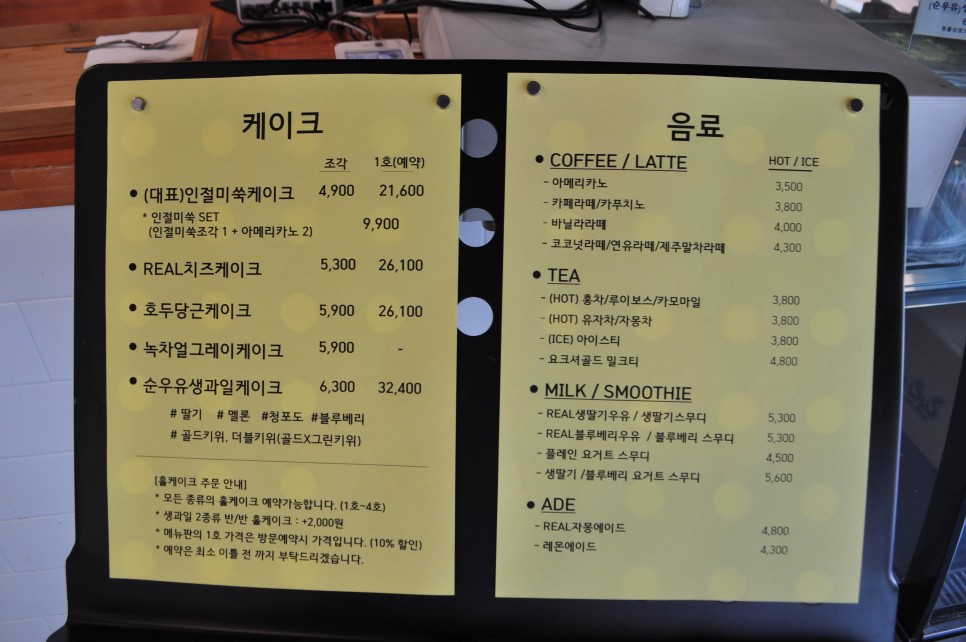 케이크
조각 1호(예약)
• (대표)인절미쑥케이크 4,900 21,600
* 인절미쑥 SET 9,900
(인절미쑥조각 1 + 아메리카노 2)
• REAL치즈케이크 5,300 26,100
• 호두당근케이크 5,900 26,100
• 녹차얼그레이케이크 5,900 -
• 순우유생과일케이크 6,300 32,400
# 딸기 # 멜론 #청포도 #블루베리
# 골드키위, 더블키위(골드X그린키위)
[홀케이크 주문 안내]
* 모든 종류의 홀케이크 예약가능합니다. (1호~4호)
* 생과일 2종류 반/반 홀케이크 : +2,000원
* 메뉴판의 1호 가격은 방문예약시 가격입니다. (10% 할인)
* 예약은 최소 이틀 전 까지 부탁드리겠습니다.
음료
• COFFEE / LATTE HOT / ICE
- 아메리카노 3,500
- 카페라떼/카푸치노 3,800
- 바닐라라떼 4,000
- 코코넛라떼/연유라떼/제주말차라떼 4,300
• TEA
- (HOT) 홍차/루이보스/카모마일 3,800
- (HOT) 유자차/자몽차 3,800
- (ICE) 아이스티 3,800
- 요크셔골드 밀크티 4,800
• MILK / SMOOTHIE
- REAL생딸기우유 / 생딸기스무디 5,300
- REAL블루베리우유 / 블루베리 스무디 5,300
- 플레인 요거트 스무디 4,500
- 생딸기 /블루베리 요거트 스무디 5,600
• ADE
- REAL자몽에이드 4,800
- 레몬에이드 4,300
(순우유)